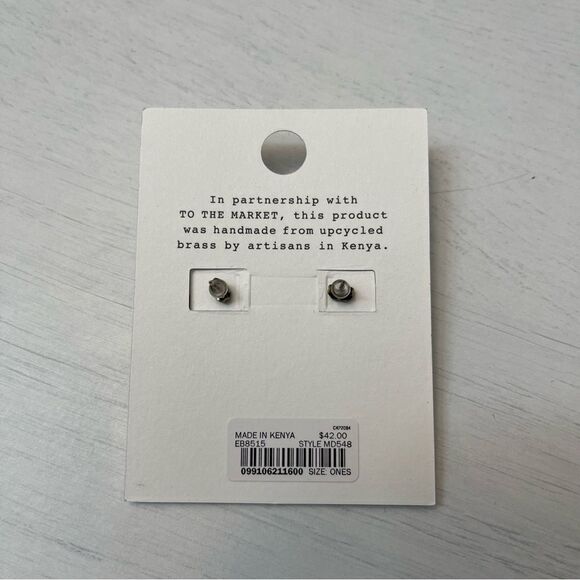 In partnership with
TO THE MARKET, this product
was handmade from upcycled
brass by artisans in Kenya.
MADE IN KENYA $42.00
EB8515 STYLE MD548
099106211600 SIZE: ONES